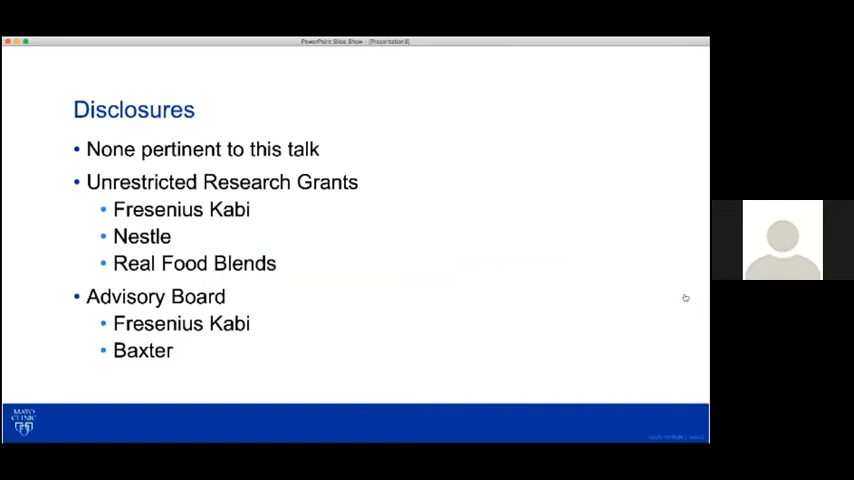 PowerPoint Slide Show - [Presentation3]
Disclosures
• None pertinent to this talk
• Unrestricted Research Grants
• Fresenius Kabi
• Nestle
• Real Food Blends
• Advisory Board
• Fresenius Kabi
• Baxter
MAYO
CLINIC